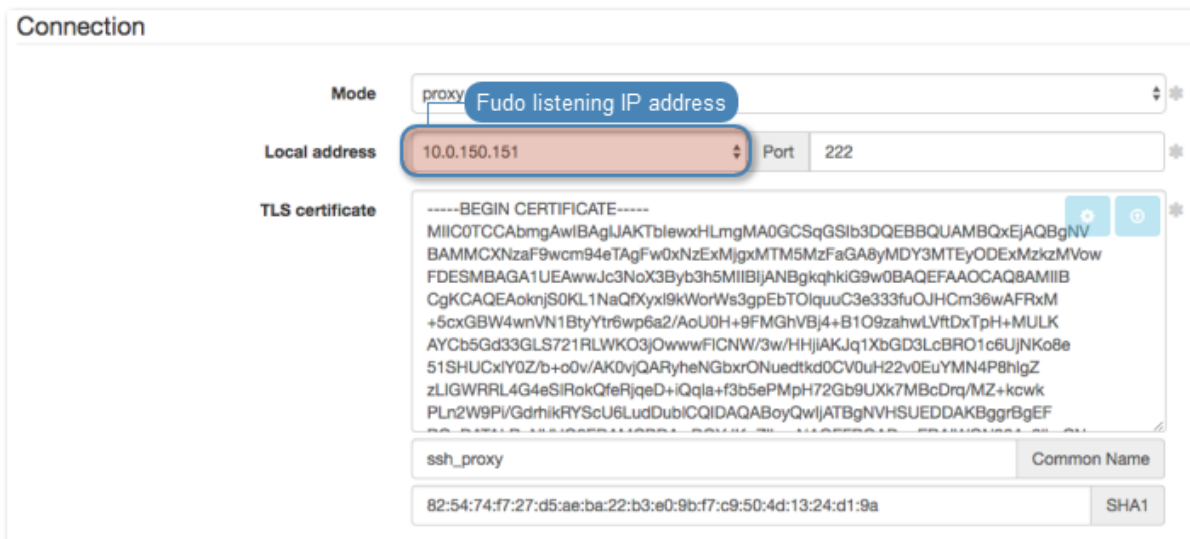 Connection
Mode
proxy
Fudo listening IP address
Local address
10.0.150.151
Port
222
TLS certificate
-----BEGIN CERTIFICATE-----
MIIC0TCCAbmgAwIBAgIJAKTblewxHLmgMA0GCSqGSIb3DQEBBQUAMBQxEjAQBgNV
BAMMCXNzaF9wcm94eTAgFw0xNzExMjgxMTM5MzFaGA8yMDY3MTEyODExMzkzMVow
FDESMBAGA1UEAwwJc3NoX3Byb3h5MIIBIjANBgkqhkiG9w0BAQEFAAOCAQ8AMIIB
CgKCAQEAoknjS0KL1NaQfXyxl9kWorWs3gpEbTOlquuC3e333fuOJHCm36wAFRxM
+5cxGBW4wnVN1BtyYtr6wp6a2/AoU0H+9FMGhVBj4+B1O9zahwLVftDxTpH+MULK
AYCb5Gd33GLS721RLWKO3jOwwwFlCNW/3w/HHjiAKJq1XbGD3LcBRO1c6UjNKo8e
51SHUCxlY0Z/b+o0v/AK0vjQARyheNGbxrONuedtkd0CV0uH22v0EuYMN4P8hIgZ
zLIGWRRL4G4eSlRokQfeRjqeD+iQqla+f3b5ePMpH72Gb9UXk7MBcDrq/MZ+kcwk
PLn2W9Pi/GdrhikRYScU6LudDublCQIDAQABoyQwIjATBgNVHSUEDDAKBggrBgEF
ssh_proxy
Common Name
82:54:74:f7:27:d5:ae:ba:22:b3:e0:9b:f7:c9:50:4d:13:24:d1:9a
SHA1